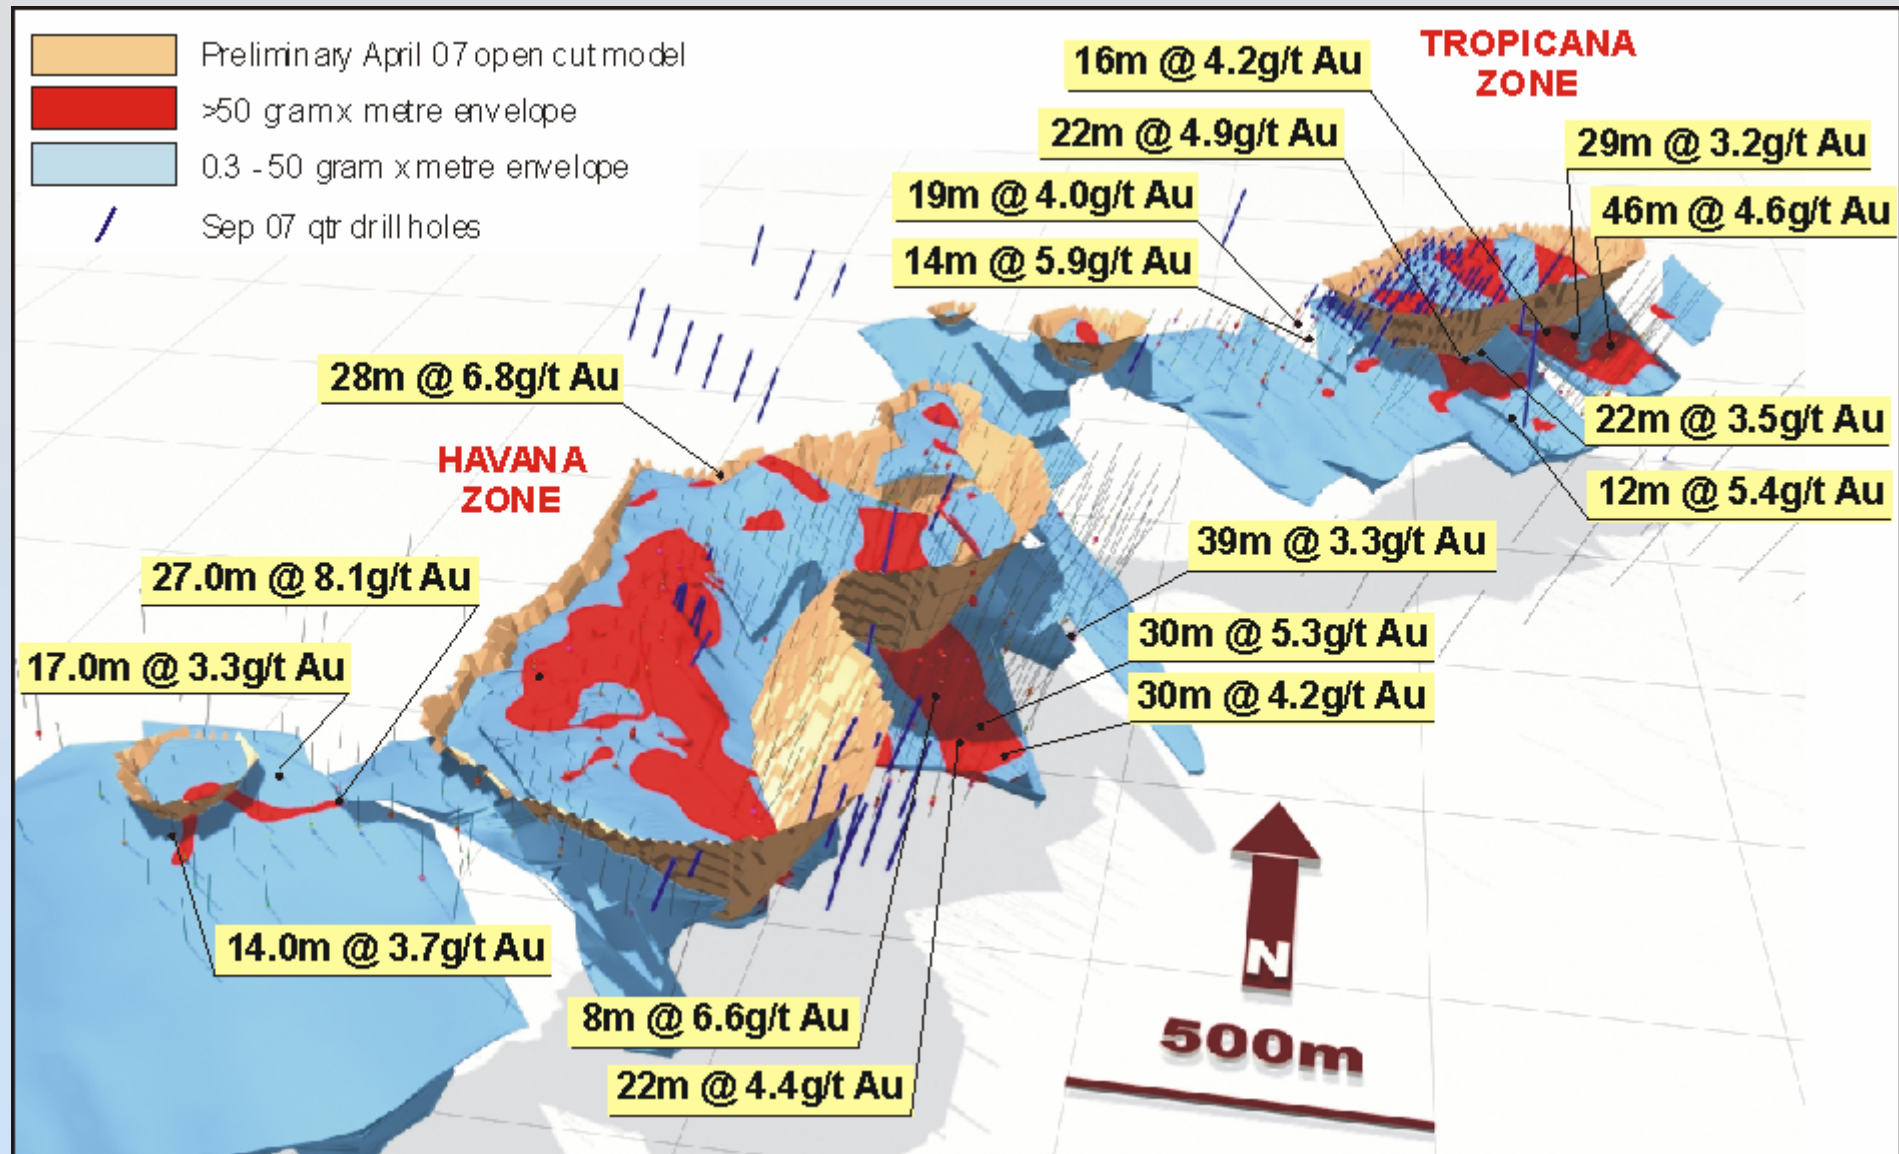 Preliminary April 07 open cut model
>50 gram x metre envelope
0.3 - 50 gram x metre envelope
Sep 07 qtr drill holes
TROPICANA
ZONE
16m @ 4.2g/t Au
22m @ 4.9g/t Au
29m @ 3.2g/t Au
19m @ 4.0g/t Au
46m @ 4.6g/t Au
14m @ 5.9g/t Au
28m @ 6.8g/t Au
22m @ 3.5g/t Au
HAVANA
ZONE
12m @ 5.4g/t Au
39m @ 3.3g/t Au
27.0m @ 8.1g/t Au
30m @ 5.3g/t Au
17.0m @ 3.3g/t Au
30m @ 4.2g/t Au
14.0m @ 3.7g/t Au
N
8m @ 6.6g/t Au
500m
22m @ 4.4g/t Au